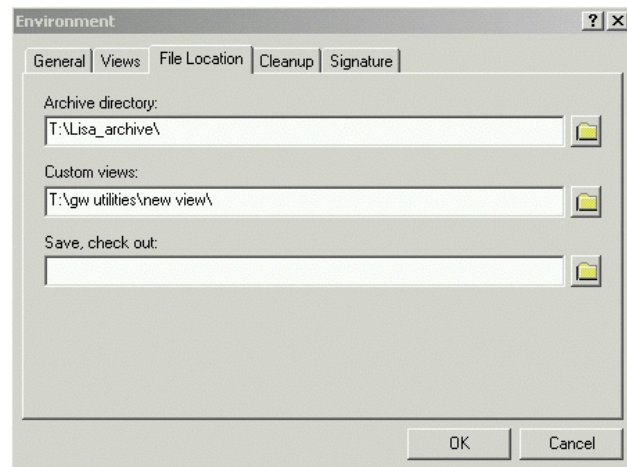 Environment
? X
General Views File Location Cleanup Signature
Archive directory:
T:\Lisa_archive\
Custom views:
T:\gw utilities\new view\
Save, check out:
OK Cancel